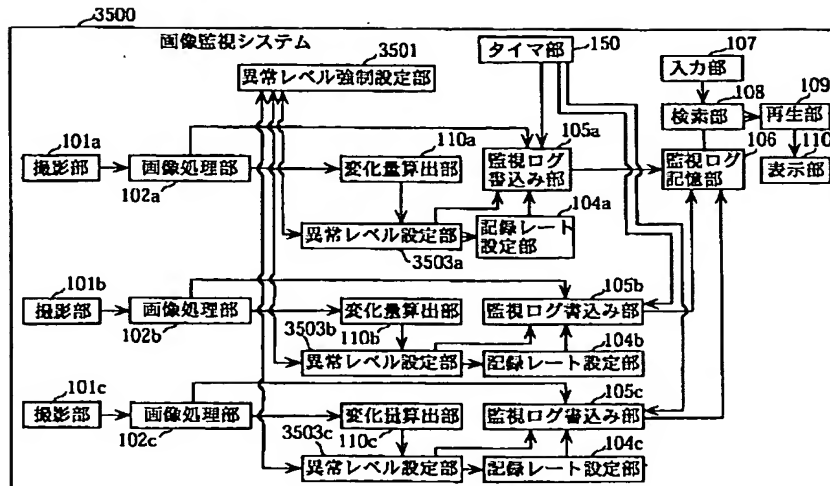 3500
画像監視システム
3501
異常レベル強制設定部
タイマ部
150
107
入力部
108
検索部
109
再生部
106
監視ログ
記憶部
表示部
110
101a
撮影部
画像処理部
102a
110a
変化量算出部
105a
監視ログ
書込み部
異常レベル設定部
3503a
104a
記録レート
設定部
101b
撮影部
画像処理部
102b
変化量算出部
110b
105b
監視ログ書込み部
3503b
異常レベル設定部
104b
記録レート設定部
101c
撮影部
画像処理部
102c
変化量算出部
110c
105c
監視ログ書込み部
3503c
異常レベル設定部
104c
記録レート設定部